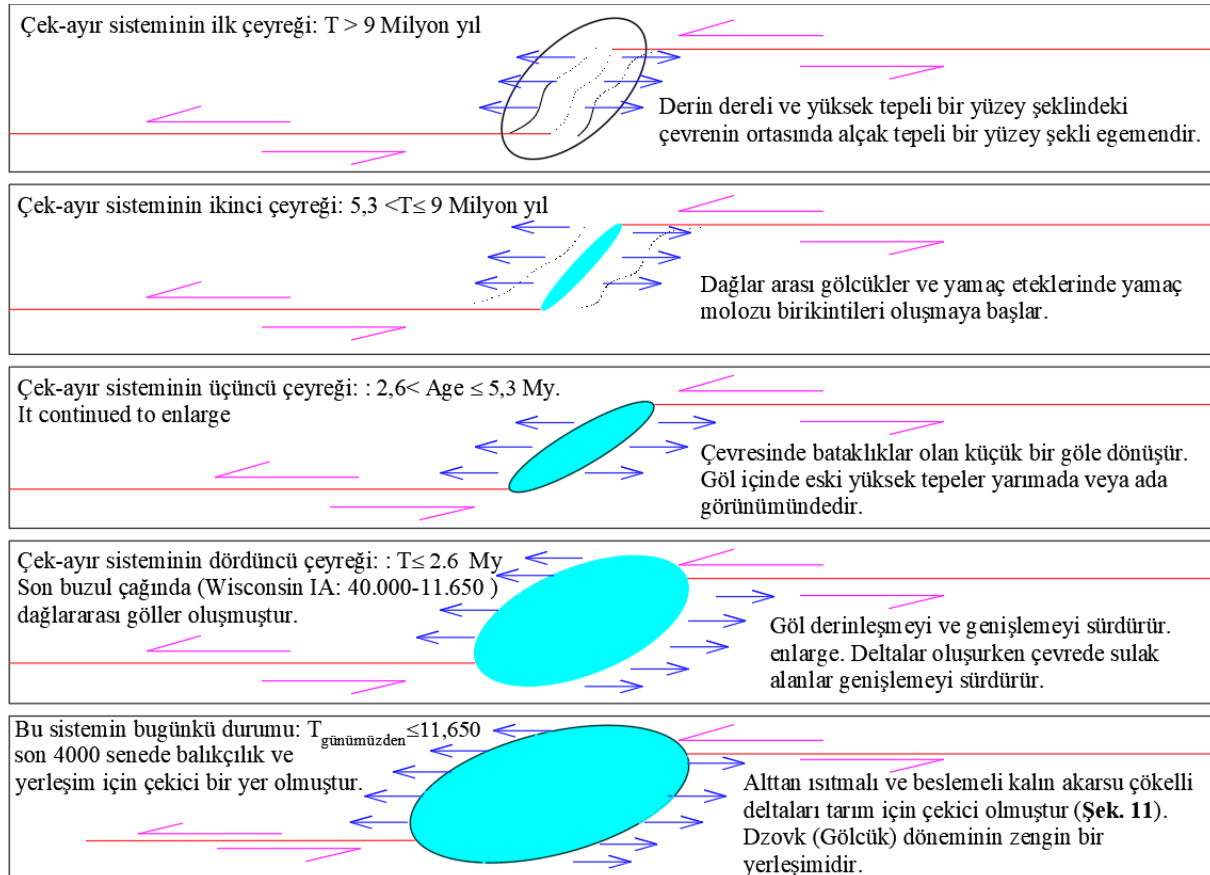 Çek-ayır sisteminin ilk çeyreği: T > 9 Milyon yıl
Derin dereli ve yüksek tepeli bir yüzey şeklindeki
çevrenin ortasında alçak tepeli bir yüzey şekli egemendir.
Çek-ayır sisteminin ikinci çeyreği: 5,3 <T≤ 9 Milyon yıl
Dağlar arası gölcükler ve yamaç eteklerinde yamaç
molozu birikintileri oluşmaya başlar.
Çek-ayır sisteminin üçüncü çeyreği: : 2,6< Age ≤ 5,3 My.
It continued to enlarge
Çevresinde bataklıklar olan küçük bir göle dönüşür.
Göl içinde eski yüksek tepeler yarımada veya ada
görünümündedir.
Çek-ayır sisteminin dördüncü çeyreği: : T≤ 2.6 My
Son buzul çağında (Wisconsin IA: 40.000-11.650 )
dağlararası göller oluşmuştur.
Göl derinleşmeyi ve genişlemeyi sürdürür.
enlarge. Deltalar oluşurken çevrede sulak
alanlar genişlemeyi sürdürür.
Bu sistemin bugünkü durumu: T günümüzden ≤11,650
son 4000 senede balıkçılık ve
yerleşim için çekici bir yer olmuştur.
Alttan ısıtmalı ve beslemeli kalın akarsu çökelli
deltaları tarım için çekici olmuştur (Şek. 11).
Dzovk (Gölcük) döneminin zengin bir
yerleşimidir.